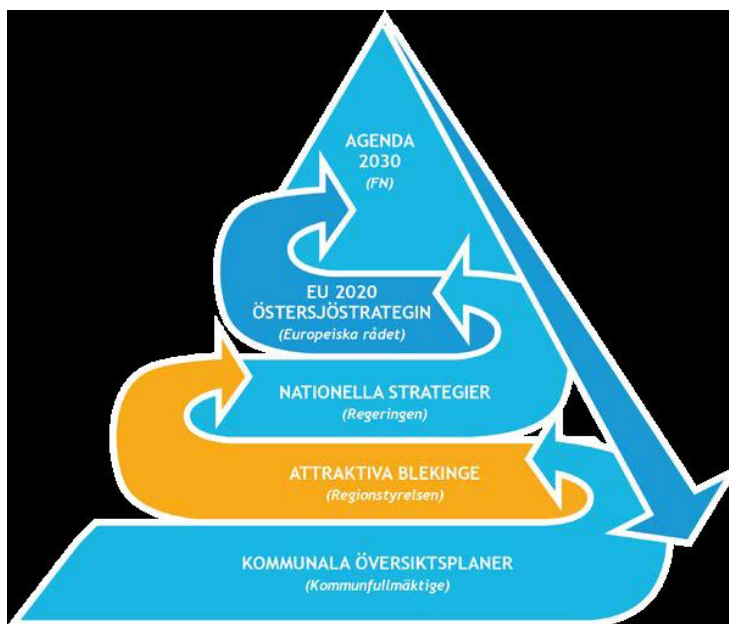 AGENDA
2030
(FN)
EU 2020
ÖSTERSJÖSTRATEGIN
(Europeiska rådet)
NATIONELLA STRATEGIER
(Regeringen)
ATTRAKTIVA BLEKINGE
(Regionstyrelsen)
KOMMUNALA ÖVERSIKTSPLANER
(Kommunfullmäktige)